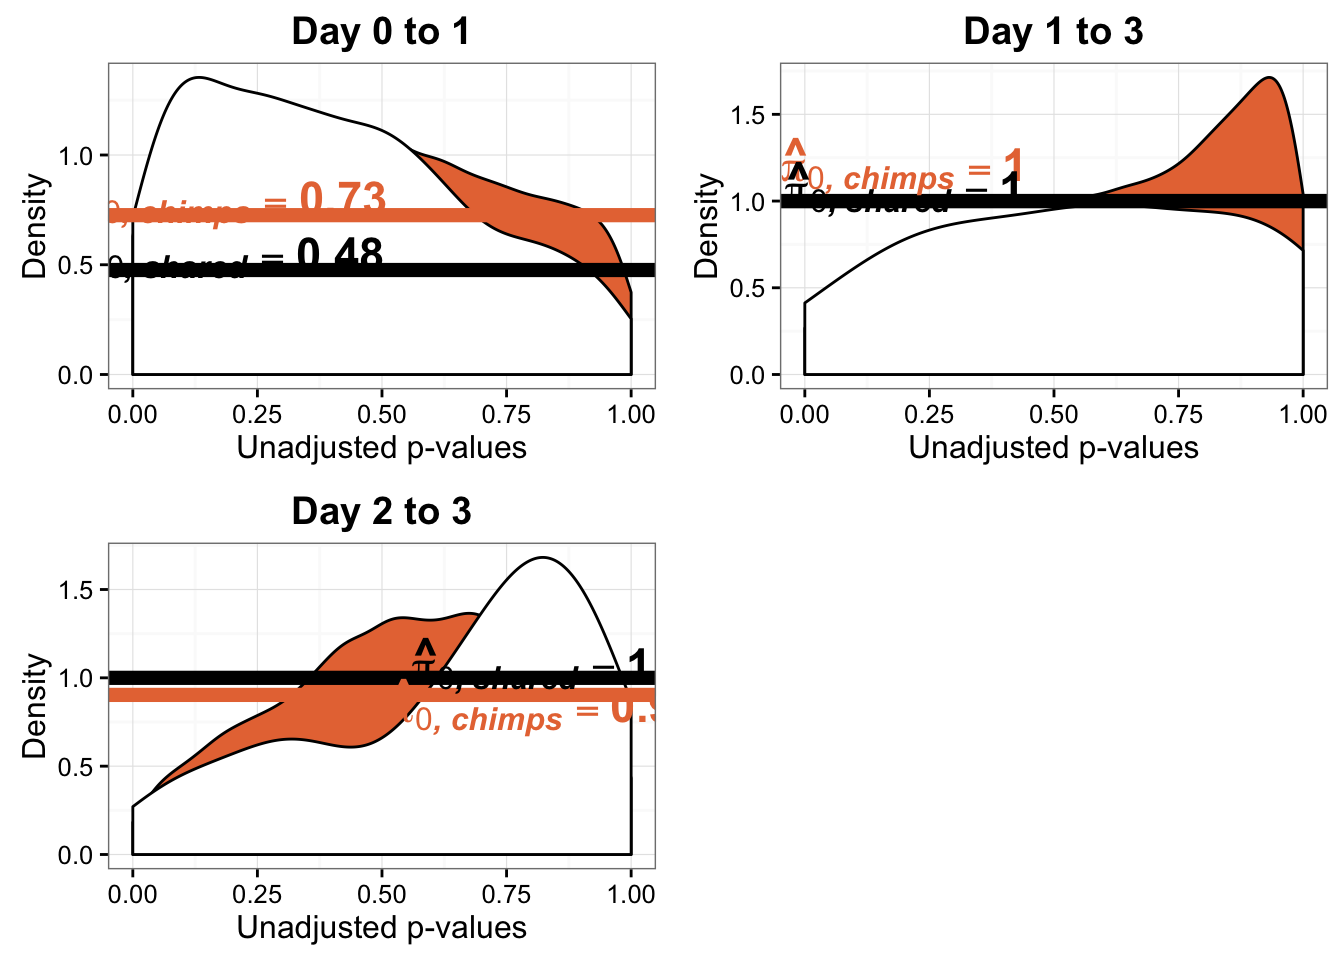 Day 0 to 1
Density
1.0
0.5
0.0
0, chimps = 0.73
0, shared = 0.48
0.00 0.25 0.50 0.75 1.00
Unadjusted p-values
Day 1 to 3
Density
1.5
1.0
0.5
0.0
π̂0, chimps = 1
π̂0, shared = 1
0.00 0.25 0.50 0.75 1.00
Unadjusted p-values
Day 2 to 3
Density
1.5
1.0
0.5
0.0
π̂0, shared = 1
0, chimps = 0.9
0.00 0.25 0.50 0.75 1.00
Unadjusted p-values